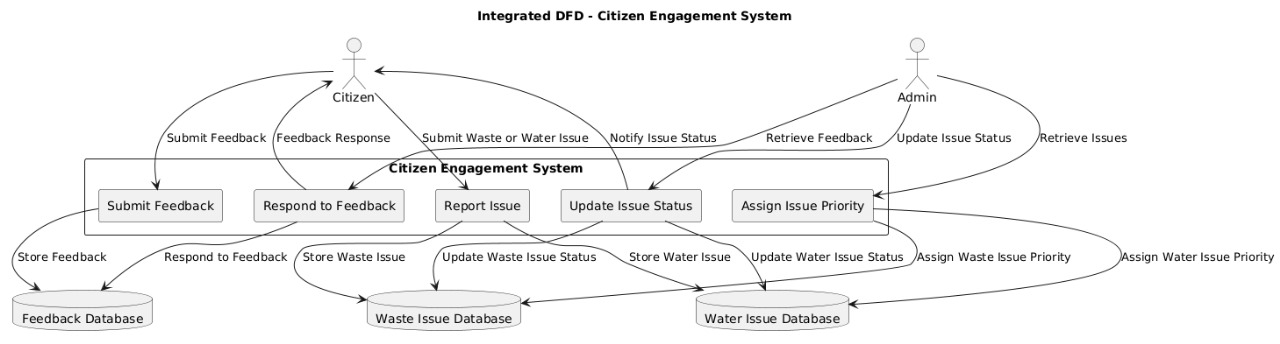 Integrated DFD - Citizen Engagement System
Citizen
Admin
Submit Feedback
Feedback Response
Submit Waste or Water Issue
Notify Issue Status
Retrieve Feedback
Update Issue Status
Retrieve Issues
Citizen Engagement System
Submit Feedback
Respond to Feedback
Report Issue
Update Issue Status
Assign Issue Priority
Store Feedback
Respond to Feedback
Store Waste Issue
Update Waste Issue Status
Store Water Issue
Update Water Issue Status
Assign Waste Issue Priority
Assign Water Issue Priority
Feedback Database
Waste Issue Database
Water Issue Database